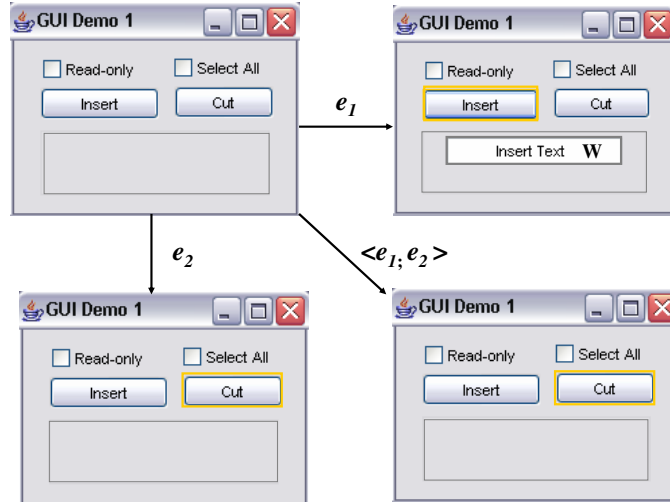 GUI Demo 1
Read-only Select All
Insert Cut
e1
GUI Demo 1
Read-only Select All
Insert Cut
Insert Text W
e2
<e1; e2 >
GUI Demo 1
Read-only Select All
Insert Cut
GUI Demo 1
Read-only Select All
Insert Cut